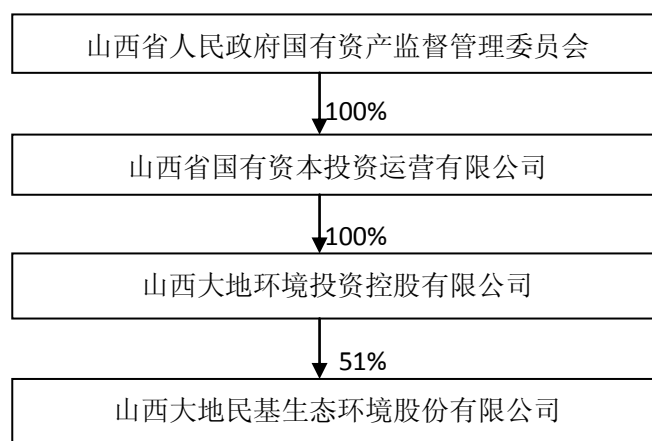 山西省人民政府国有资产监督管理委员会
100%
山西省国有资本投资运营有限公司
100%
山西大地环境投资控股有限公司
51%
山西大地民基生态环境股份有限公司